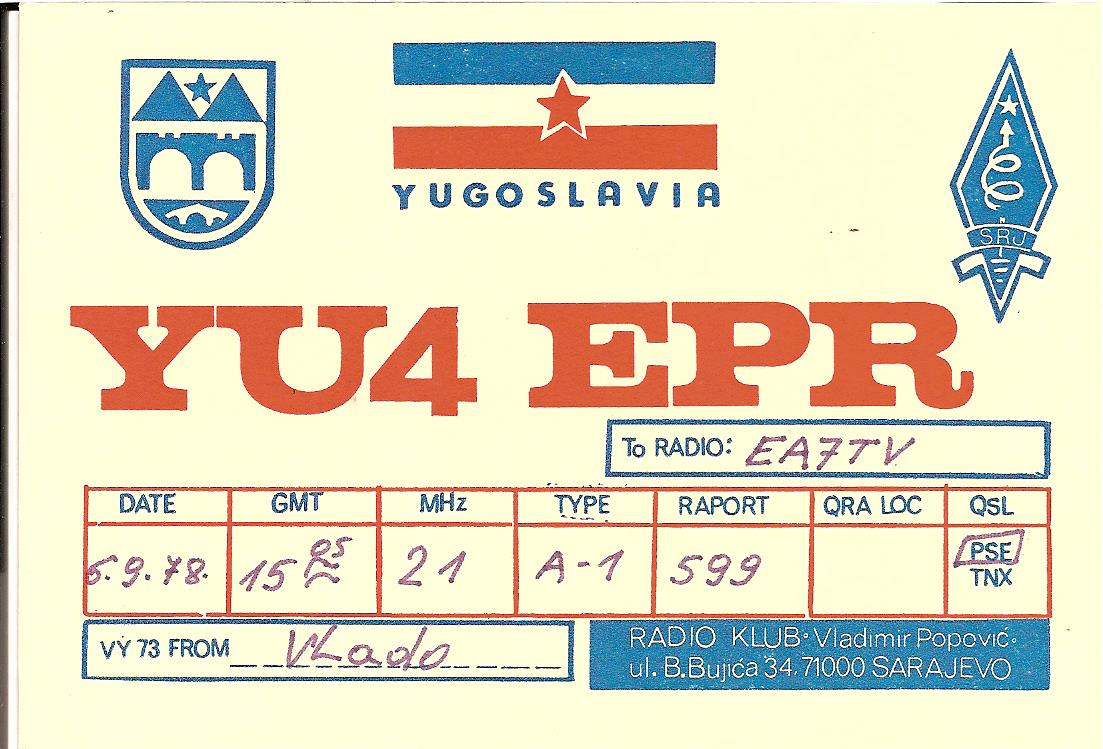 YUGOSLAVIA
SRJ
YU4 EPR
To RADIO: EA7TV
DATE GMT MHz TYPE RAPORT QRA LOC QSL
5.9.78. 15 05 21 A-1 599 PSE
TNX
VY 73 FROM Vlado
RADIO KLUB·Vladimir Popović·
ul. B.Bujića 34,71000 SARAJEVO